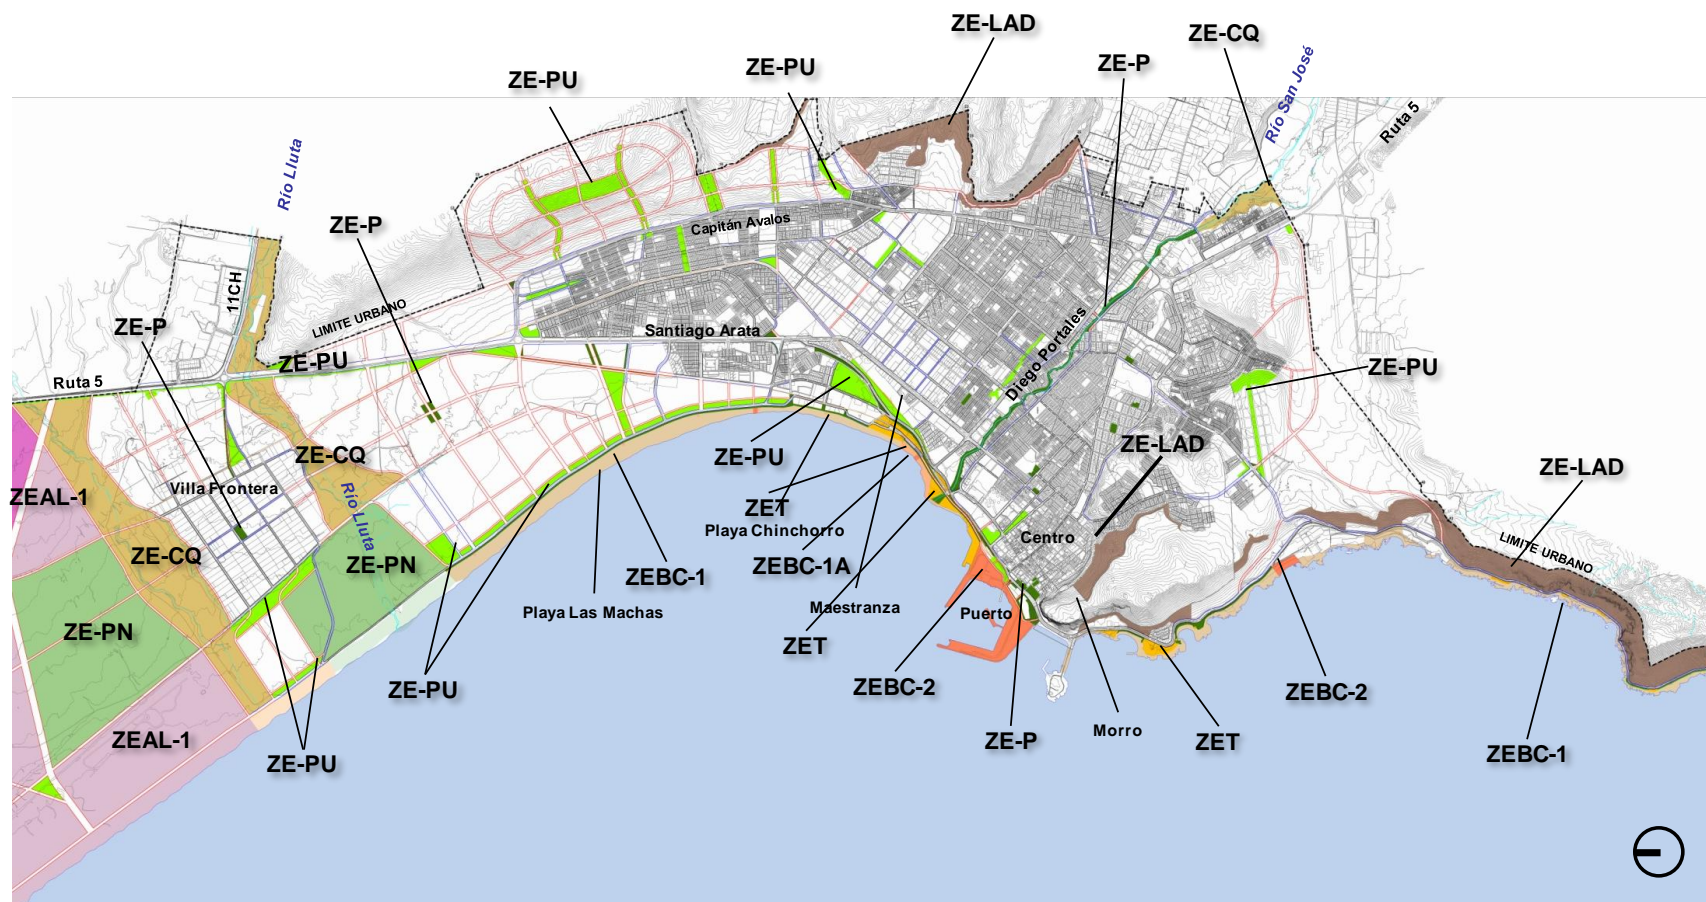 ZE-LAD
ZE-CQ
ZE-PU
ZE-PU
ZE-P
Río San José
Ruta 5
Río Lluta
ZE-P
Capitán Avalos
11CH
LIMITE URBANO
ZE-P
Santiago Arata
Diego Portales
ZE-PU
Ruta 5
ZE-PU
ZE-LAD
ZE-CQ
ZE-PU
ZE-LAD
Villa Frontera
ZEAL-1
Río Lluta
ZET
Playa Chinchorro
Centro
LIMITE URBANO
ZE-CQ
ZE-PN
ZEBC-1A
ZEBC-1
Playa Las Machas
Maestranza
Puerto
ZE-PN
ZET
ZE-PU
ZEBC-2
ZEBC-2
Morro
ZEAL-1
ZE-P
ZET
ZEBC-1
ZE-PU